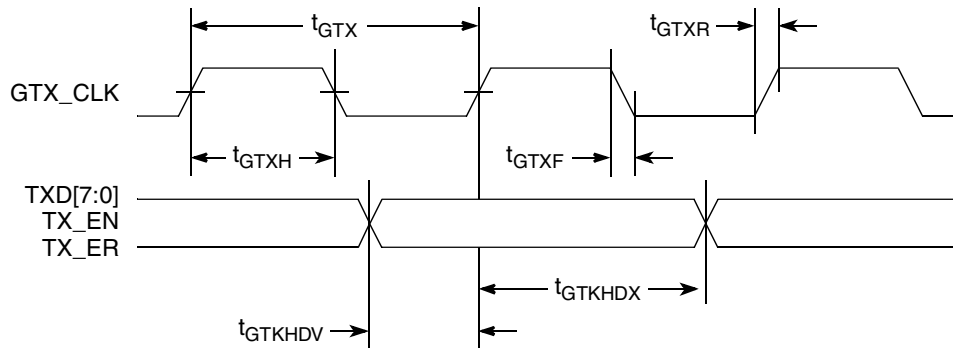 tGTX
tGTXR
GTX_CLK
tGTXH
tGTXF
TXD[7:0]
TX_EN
TX_ER
tGTKHDX
tGTKHDV